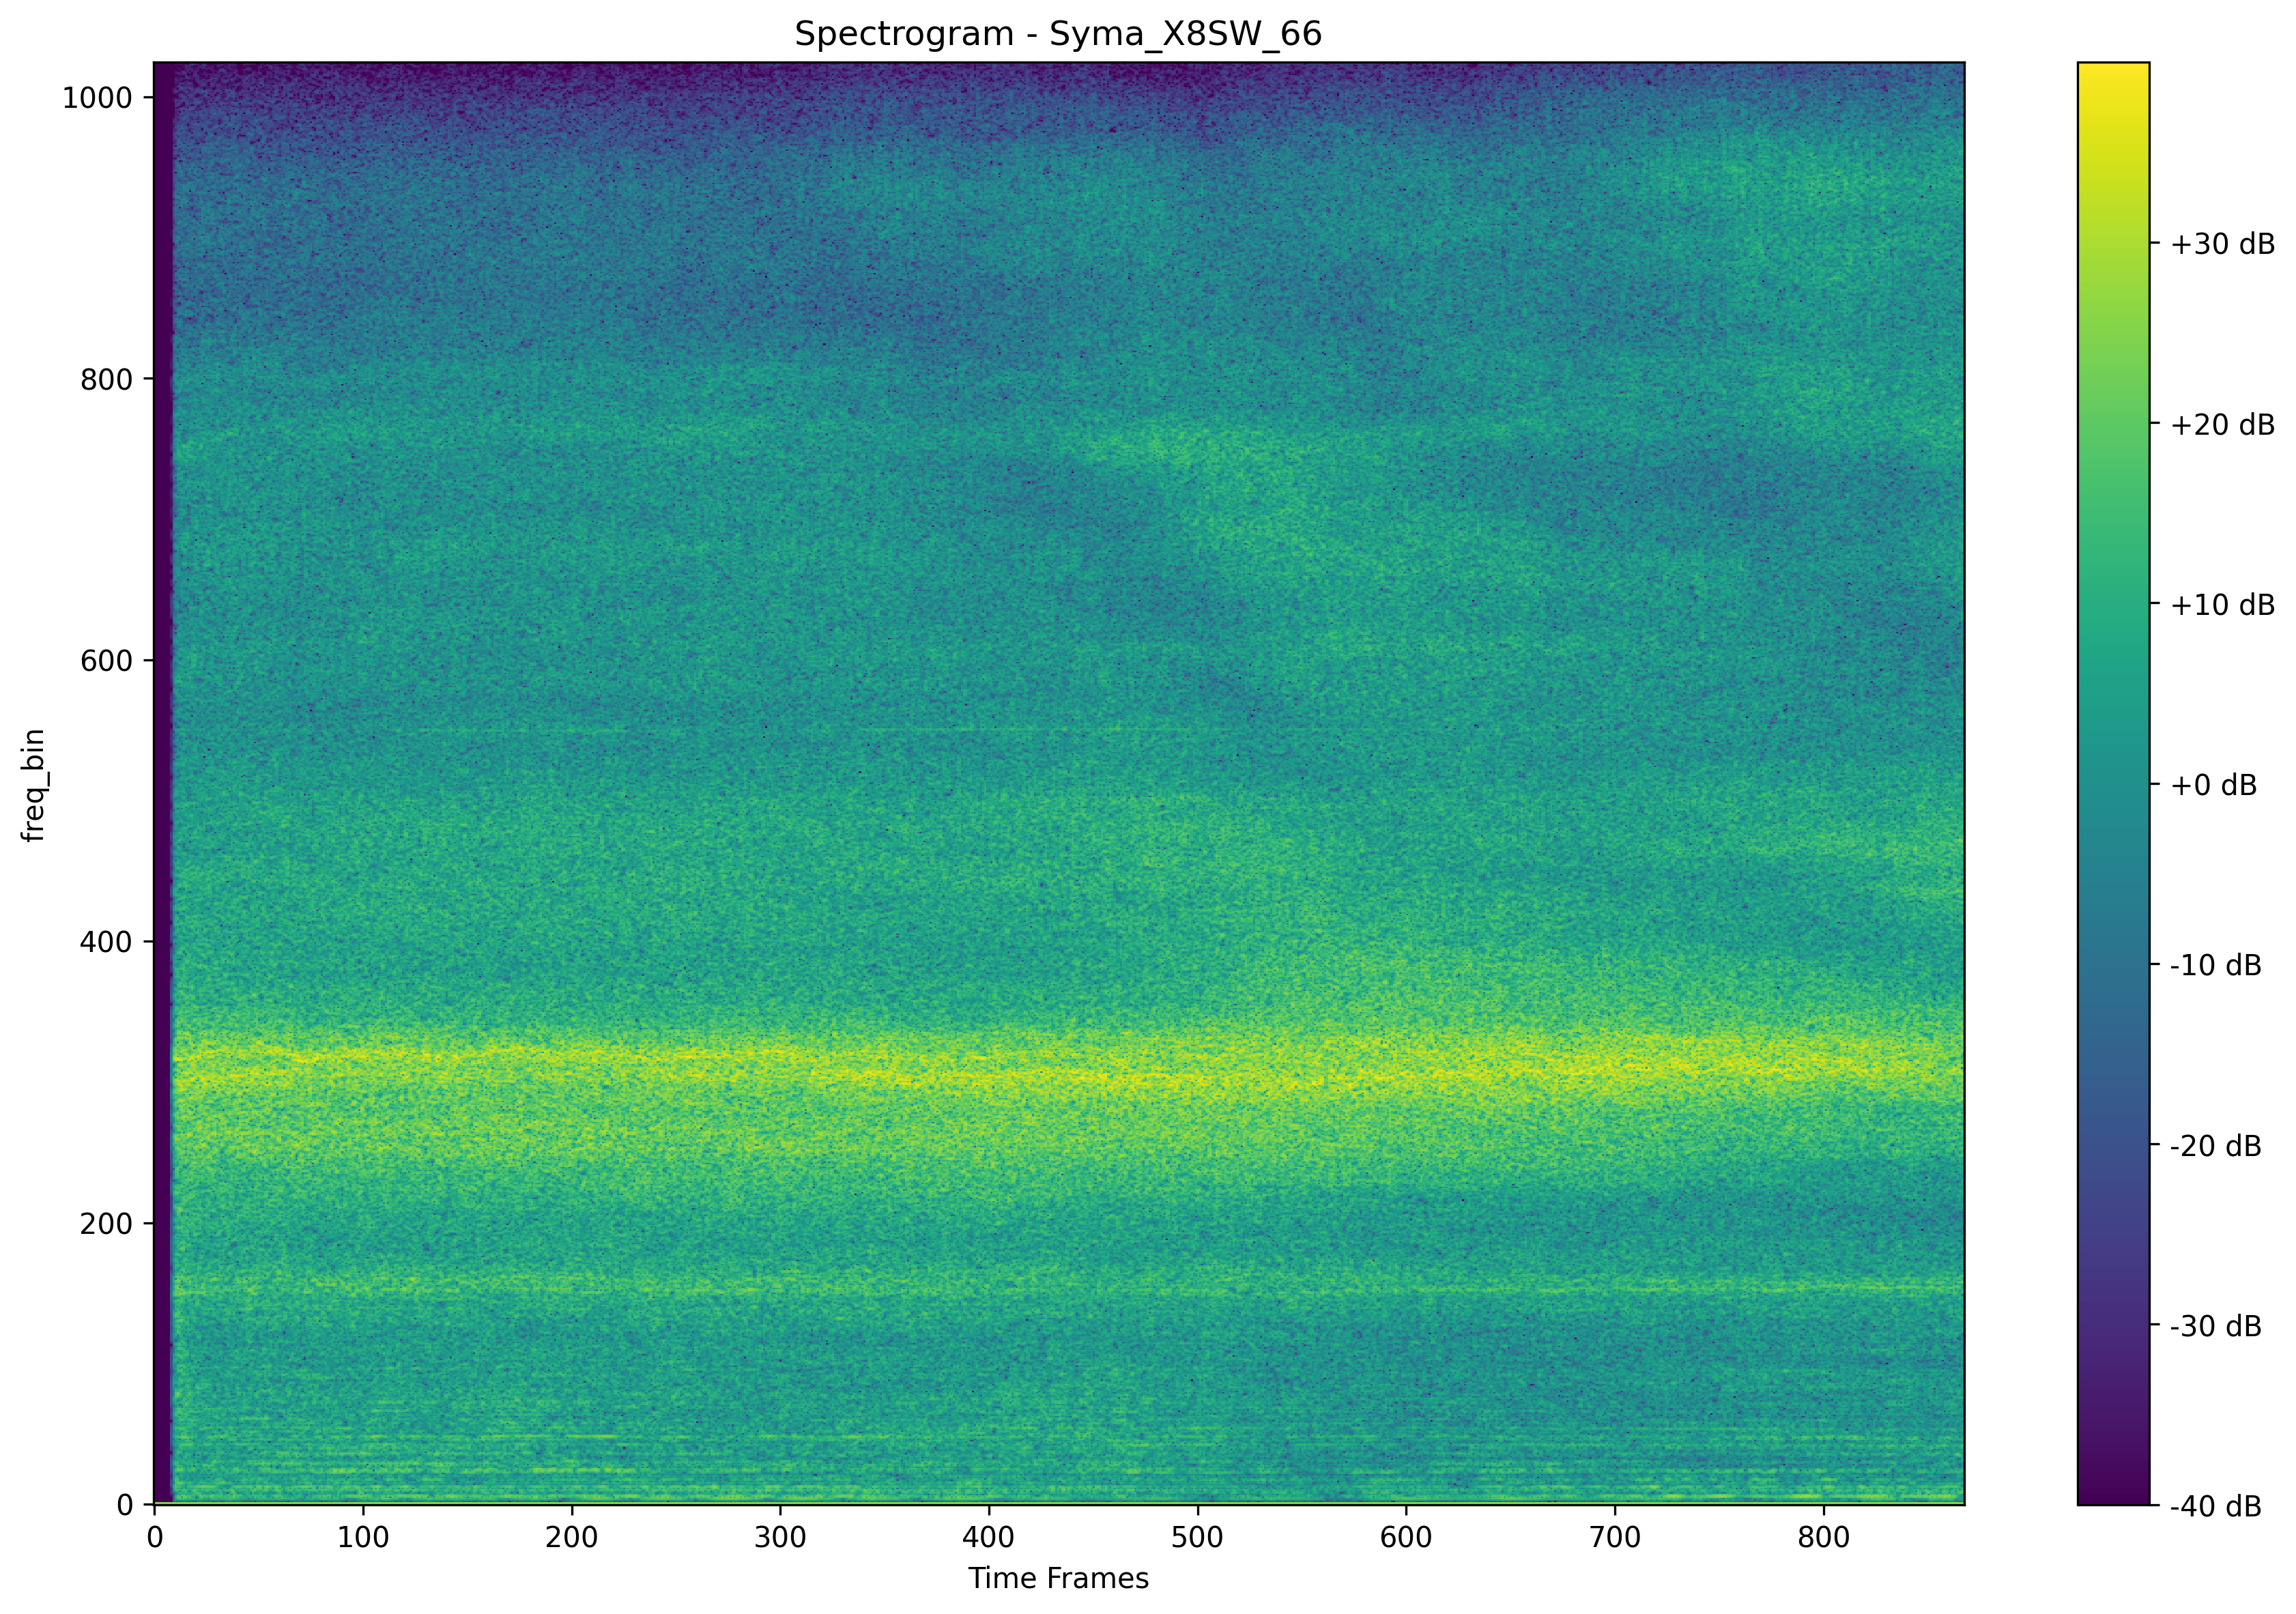 Spectrogram - Syma_X8SW_66
freq_bin
1000
800
600
400
200
0
0 100 200 300 400 500 600 700 800
Time Frames
+30 dB
+20 dB
+10 dB
+0 dB
-10 dB
-20 dB
-30 dB
-40 dB